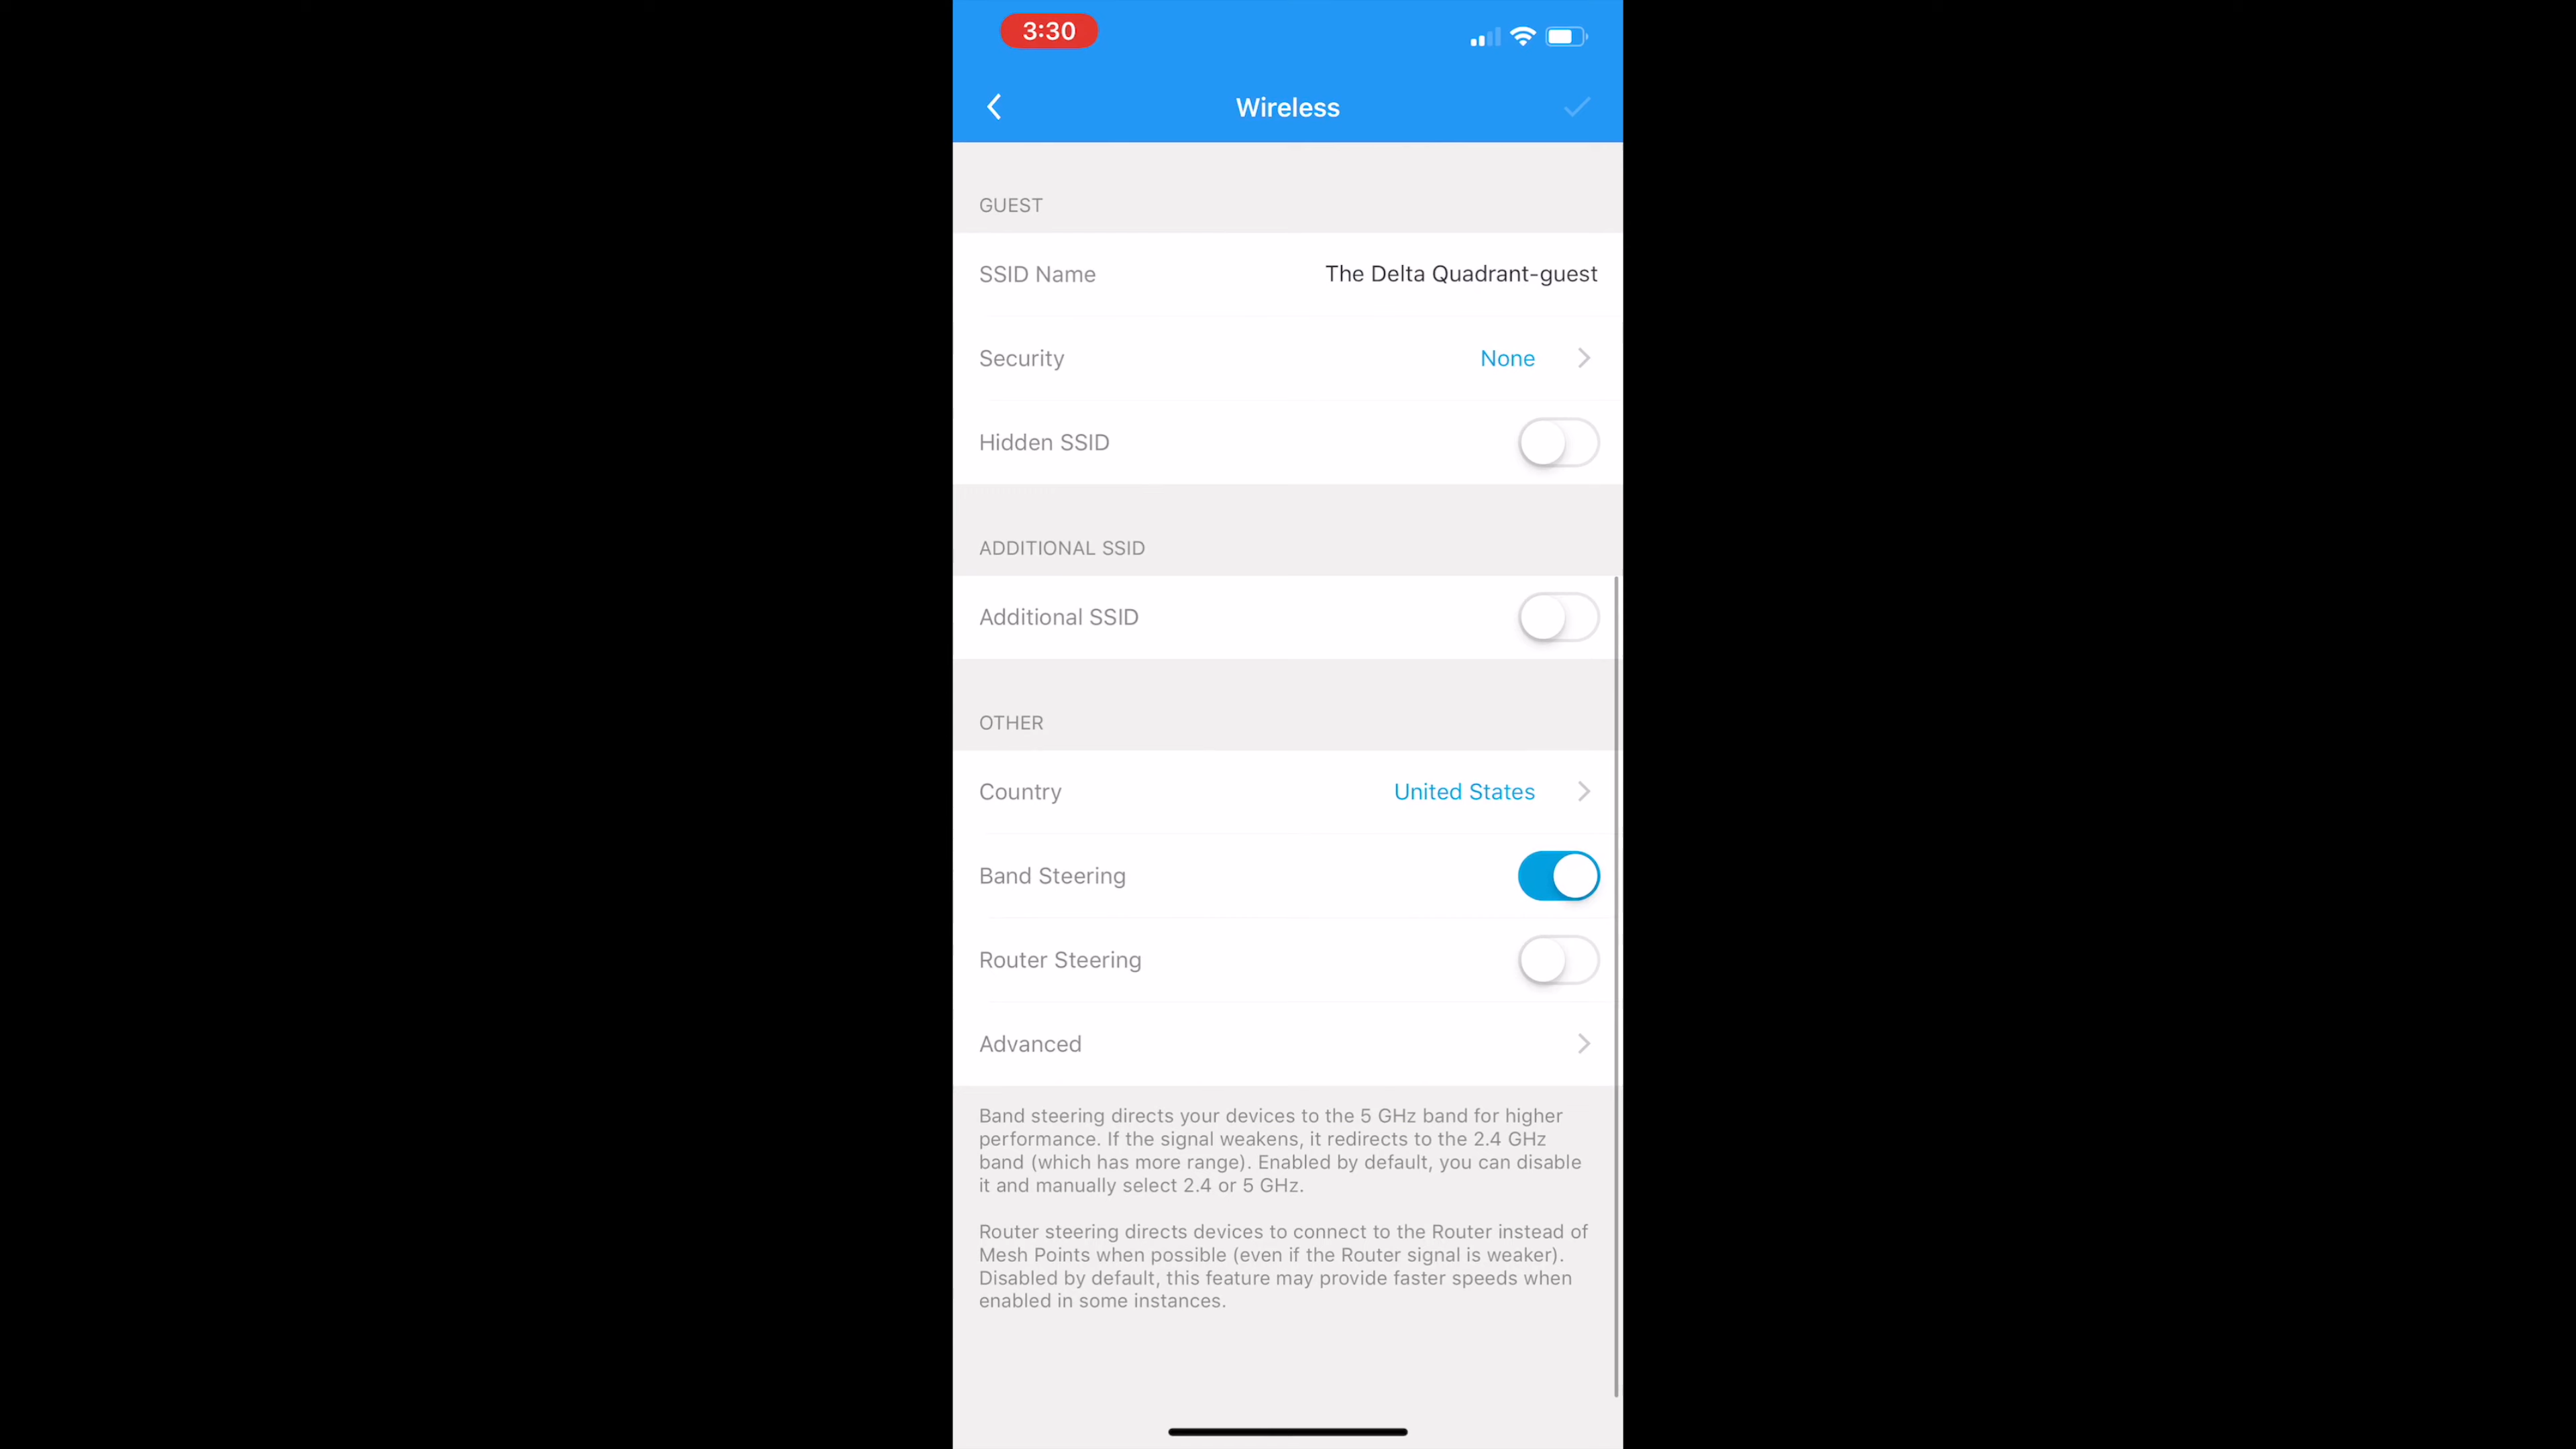 3:30
Wireless
GUEST
SSID Name The Delta Quadrant-guest
Security None
Hidden SSID
ADDITIONAL SSID
Additional SSID
OTHER
Country United States
Band Steering
Router Steering
Advanced
Band steering directs your devices to the 5 GHz band for higher
performance. If the signal weakens, it redirects to the 2.4 GHz
band (which has more range). Enabled by default, you can disable
it and manually select 2.4 or 5 GHz.
Router steering directs devices to connect to the Router instead of
Mesh Points when possible (even if the Router signal is weaker).
Disabled by default, this feature may provide faster speeds when
enabled in some instances.